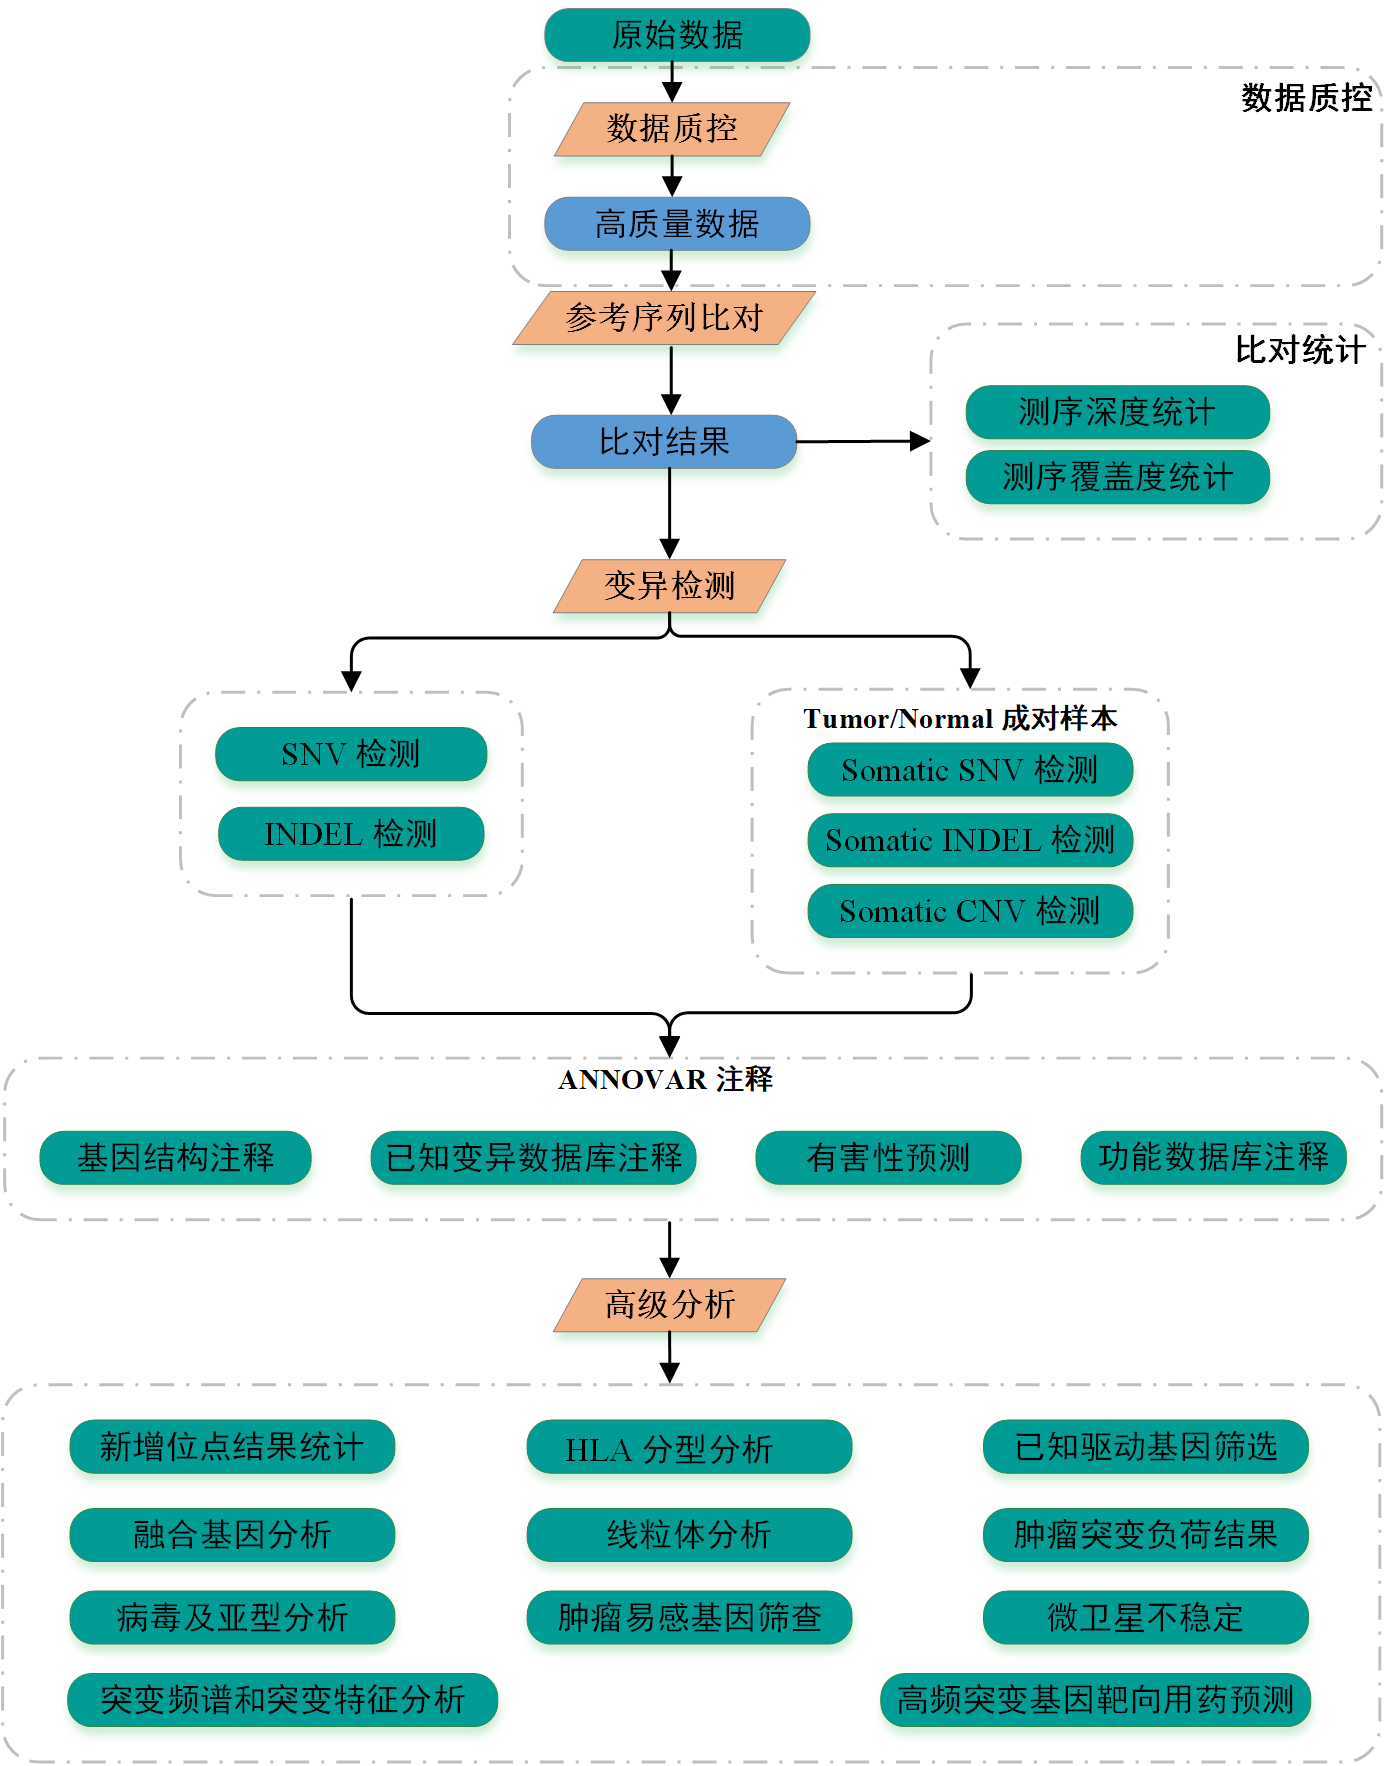 原始数据
数据质控
数据质控
高质量数据
参考序列比对
比对统计
测序深度统计
比对结果
测序覆盖度统计
变异检测
Tumor/Normal 成对样本
SNV 检测
Somatic SNV 检测
INDEL 检测
Somatic INDEL 检测
Somatic CNV 检测
ANNOVAR 注释
基因结构注释
已知变异数据库注释
有害性预测
功能数据库注释
高级分析
新增位点结果统计
HLA 分型分析
已知驱动基因筛选
融合基因分析
线粒体分析
肿瘤突变负荷结果
病毒及亚型分析
肿瘤易感基因筛查
微卫星不稳定
突变频谱和突变特征分析
高频突变基因靶向用药预测